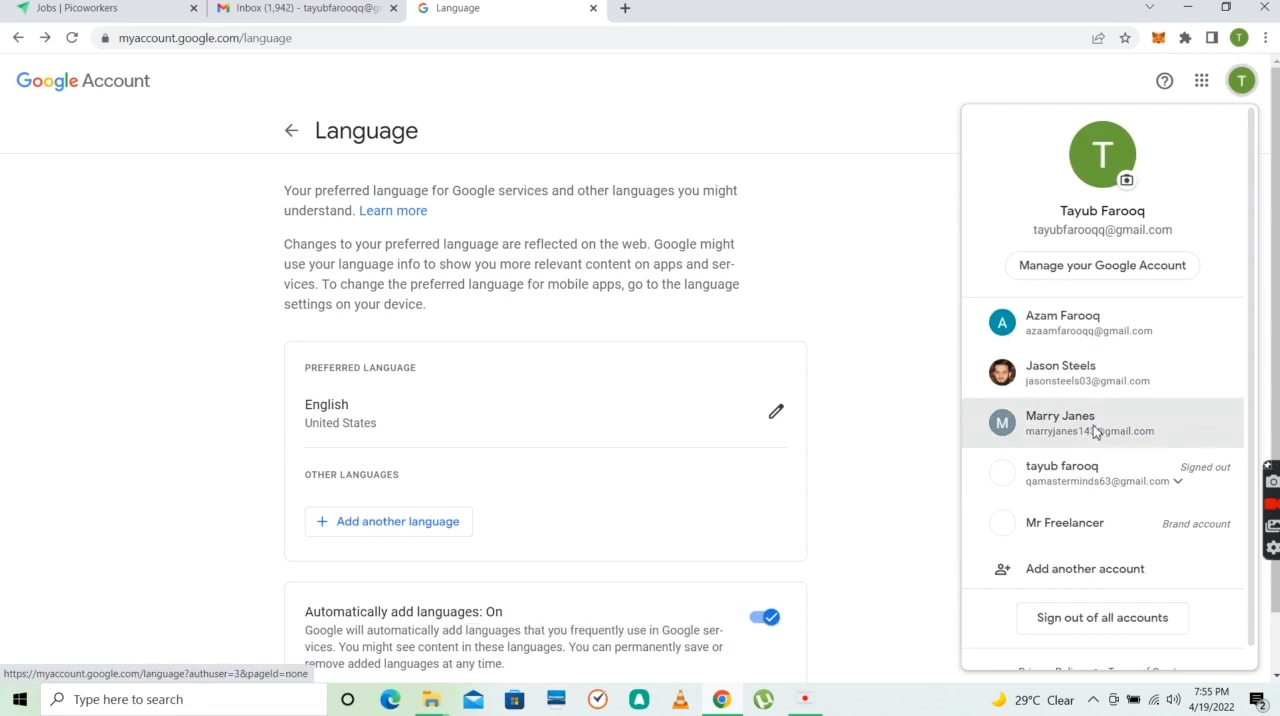 Jobs | Picoworkers
Inbox (1,942) - tayubfarooqq@g
Language
myaccount.google.com/language
T
Google Account
T
Language
Your preferred language for Google services and other languages you might
understand. Learn more
Changes to your preferred language are reflected on the web. Google might
use your language info to show you more relevant content on apps and ser-
vices. To change the preferred language for mobile apps, go to the language
settings on your device.
PREFERRED LANGUAGE
English
United States
OTHER LANGUAGES
+ Add another language
Automatically add languages: On
Google will automatically add languages that you frequently use in Google ser-
vices. You might see content in these languages. You can permanently save or
remove added languages at any time.
T
Tayub Farooq
tayubfarooqq@gmail.com
Manage your Google Account
A
Azam Farooq
azaamfarooqq@gmail.com
Jason Steels
jasonsteels03@gmail.com
M
Marry Janes
tayub farooq
Signed out
qamasterminds63@gmail.com
Mr Freelancer
Brand account
Add another account
Sign out of all accounts
https://myaccount.google.com/language?authuser=3&pageId=none
Type here to search
29°C Clear
7:55 PM
4/19/2022
2